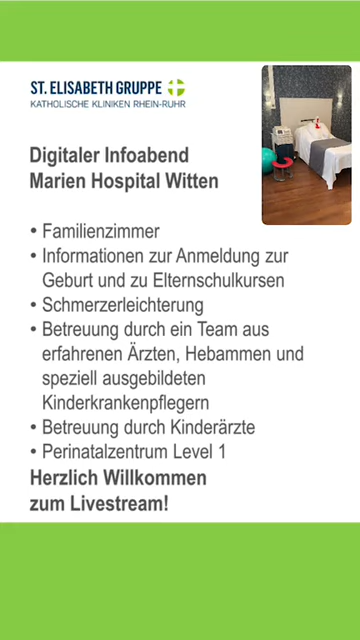 ST. ELISABETH GRUPPE
KATHOLISCHE KLINIKEN RHEIN-RUHR
Digitaler Infoabend
Marien Hospital Witten
• Familienzimmer
• Informationen zur Anmeldung zur
Geburt und zu Elternschulkursen
• Schmerzerleichterung
• Betreuung durch ein Team aus
erfahrenen Ärzten, Hebammen und
speziell ausgebildeten
Kinderkrankenpflegern
• Betreuung durch Kinderärzte
• Perinatalzentrum Level 1
Herzlich Willkommen
zum Livestream!